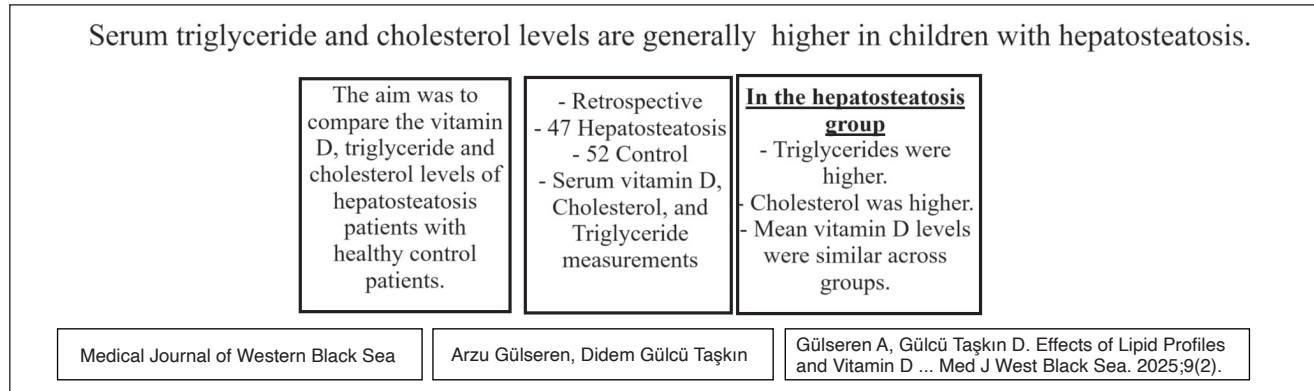 Serum triglyceride and cholesterol levels are generally higher in children with hepatosteatosis.
The aim was to
compare the vitamin
D, triglyceride and
cholesterol levels of
hepatosteatosis
patients with
healthy control
patients.
- Retrospective
- 47 Hepatosteatosis
- 52 Control
- Serum vitamin D,
Cholesterol, and
Triglyceride
measurements
In the hepatosteatosis
group
- Triglycerides were
higher.
- Cholesterol was higher.
- Mean vitamin D levels
were similar across
groups.
Medical Journal of Western Black Sea
Arzu Gülseren, Didem Gülcü Taşkın
Gülseren A, Gülcü Taşkın D. Effects of Lipid Profiles
and Vitamin D ... Med J West Black Sea. 2025;9(2).